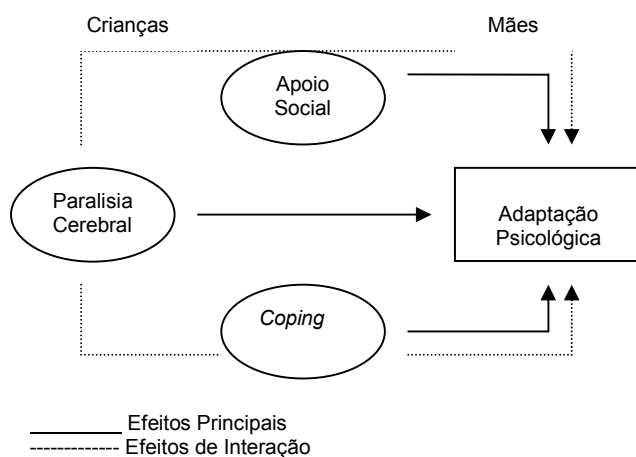 Crianças
Mães
Apoio
Social
Paralisia
Cerebral
Adaptação
Psicológica
Coping
Efeitos Principais
Efeitos de Interação